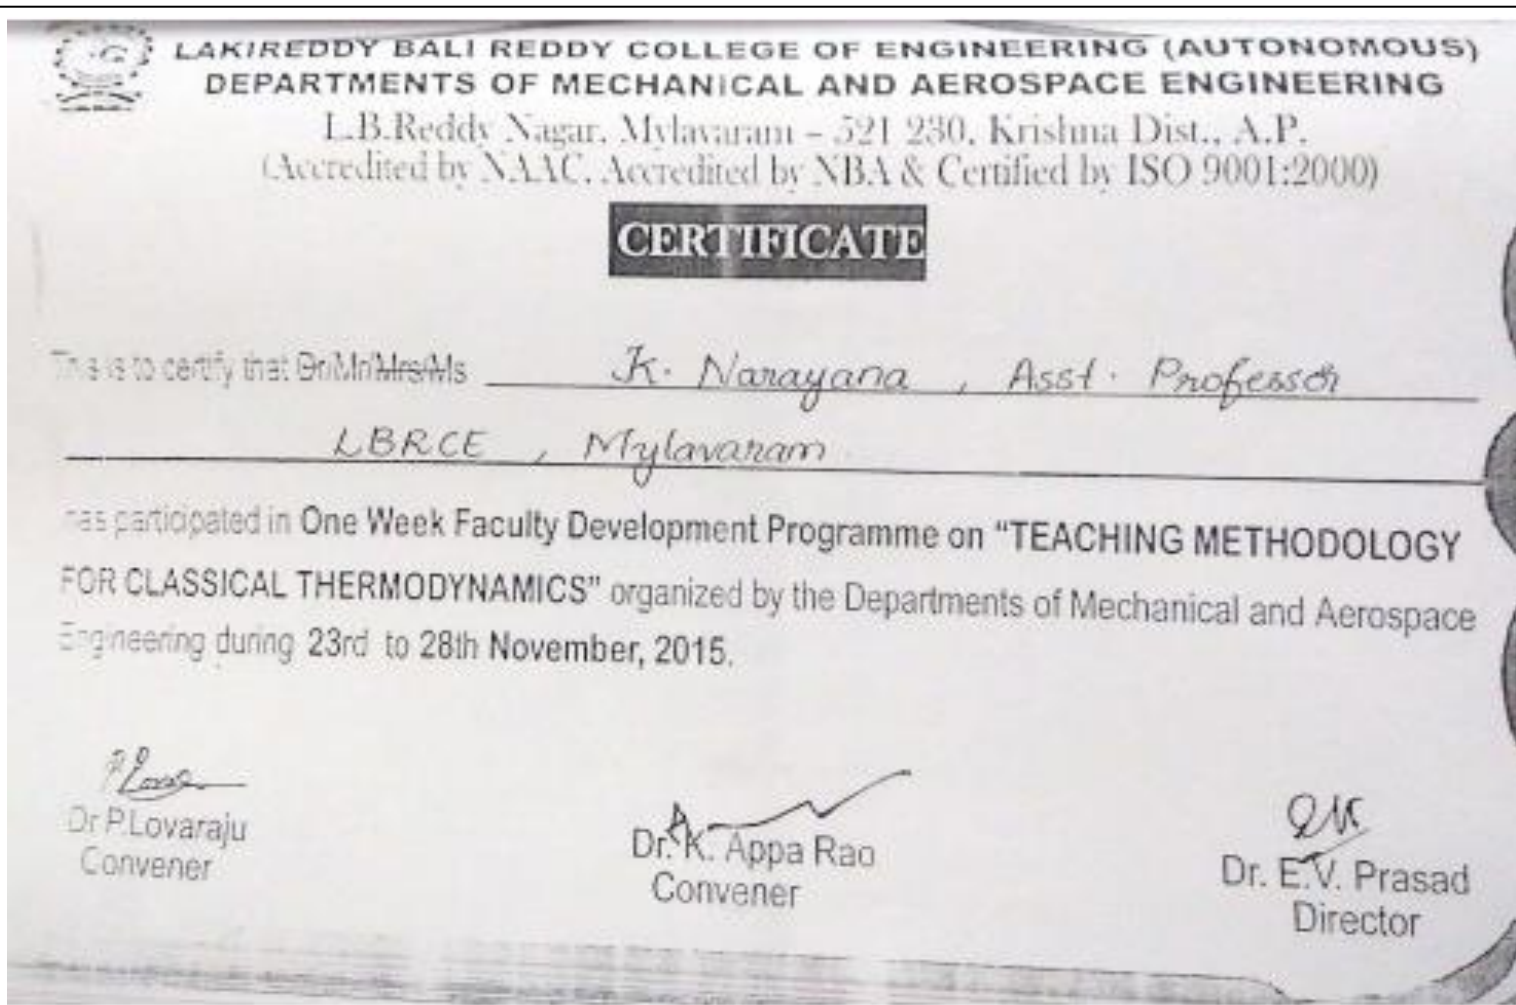 LAKIREDDY BALI REDDY COLLEGE OF ENGINEERING (AUTONOMOUS)
DEPARTMENTS OF MECHANICAL AND AEROSPACE ENGINEERING
L.B.Reddy Nagar, Mylavaram – 521 230, Krishna Dist., A.P.
(Accredited by NAAC, Accredited by NBA & Certified by ISO 9001:2000)
CERTIFICATE
This is to certify that Dr/Mr/Mrs/Ms K. Narayana, Asst. Professor
LBRCE, Mylavaram
has participated in One Week Faculty Development Programme on “TEACHING METHODOLOGY
FOR CLASSICAL THERMODYNAMICS” organized by the Departments of Mechanical and Aerospace
Engineering during 23rd to 28th November, 2015.
Dr P.Lovaraju
Convener
Dr. K. Appa Rao
Convener
Dr. E.V. Prasad
Director